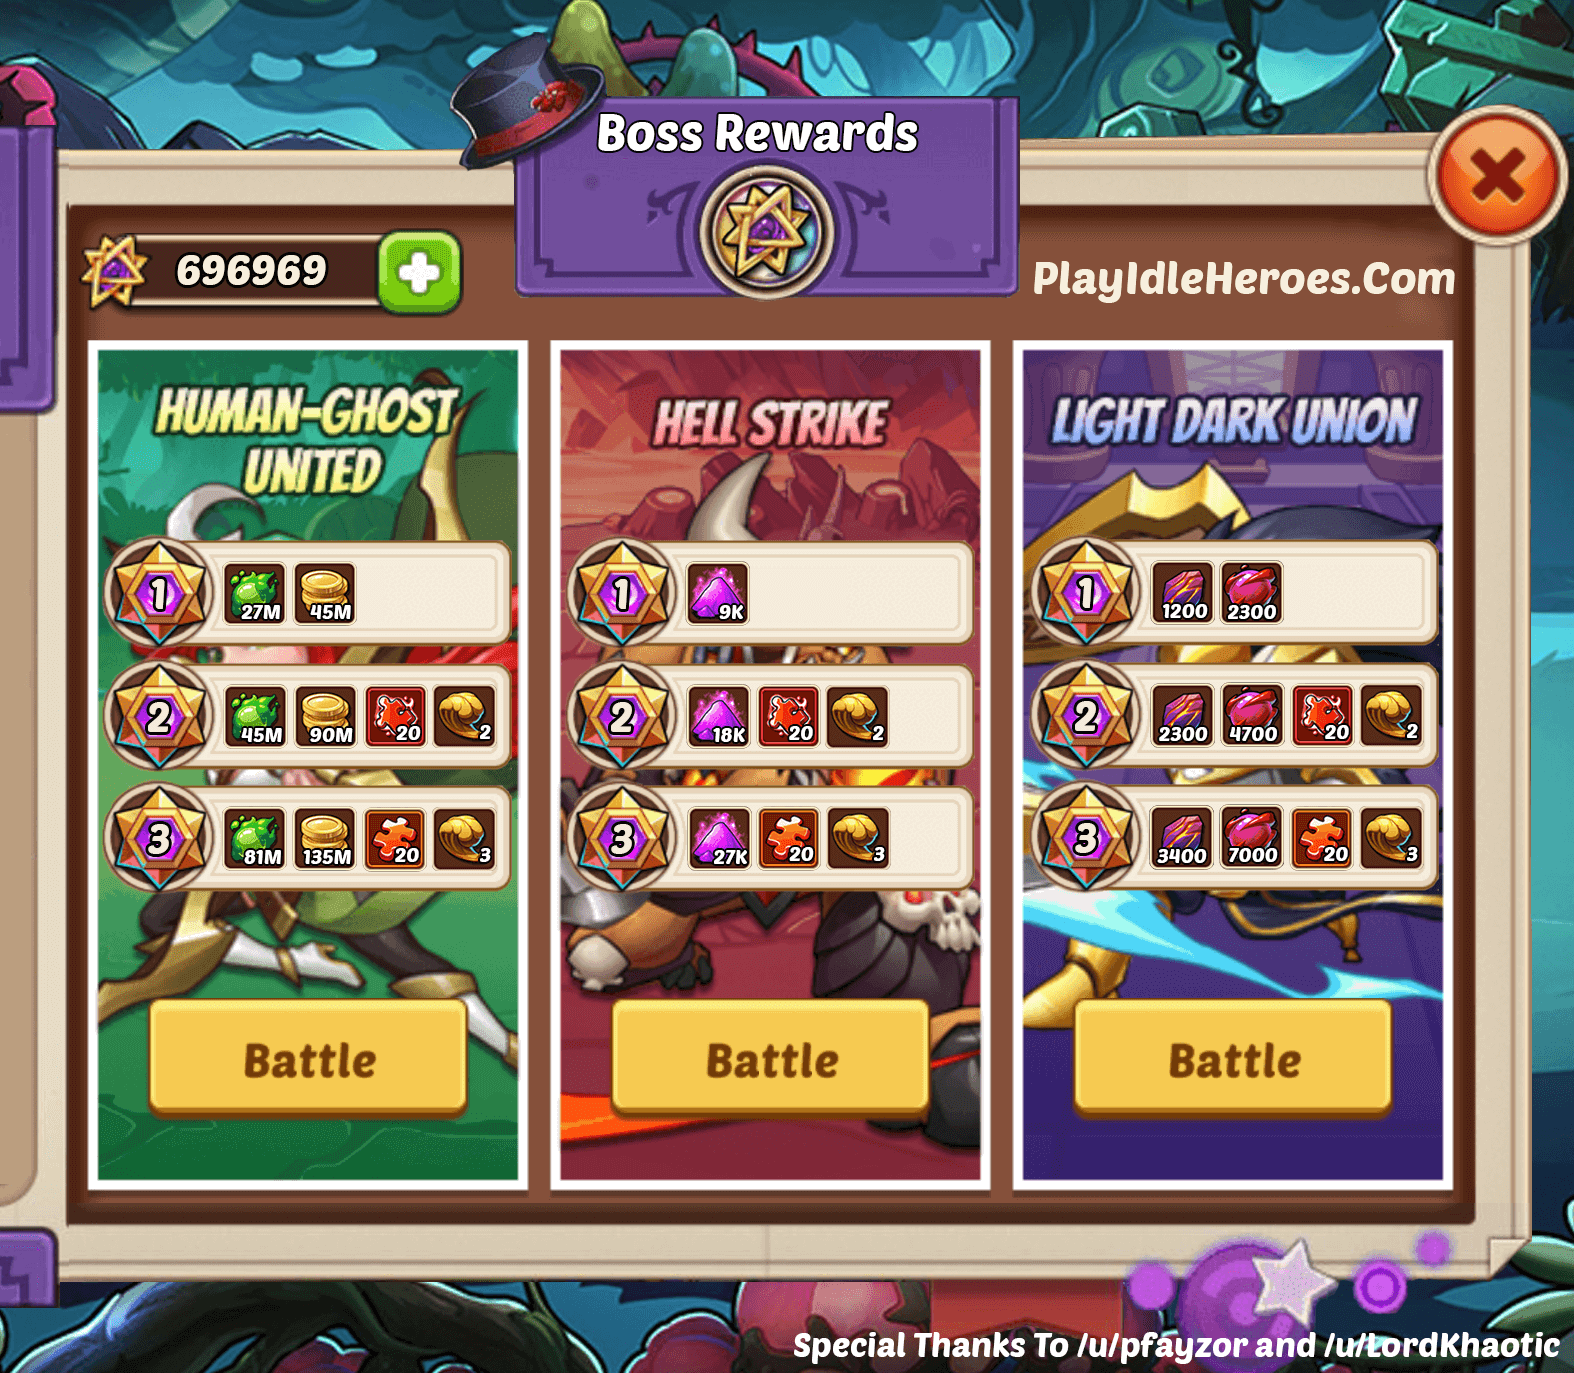 Boss Rewards
696969
PlayIdleHeroes.Com
HUMAN-GHOST
UNITED
1
27M 45M
2
45M 90M 20 2
3
81M 135M 20 3
Battle
HELL STRIKE
1
9K
2
18K 20 2
3
27K 20 3
Battle
LIGHT DARK UNION
1
1200 2300
2
2300 4700 20 2
3
3400 7000 20 3
Battle
Special Thanks To /u/pfayzor and /u/LordKhaotic